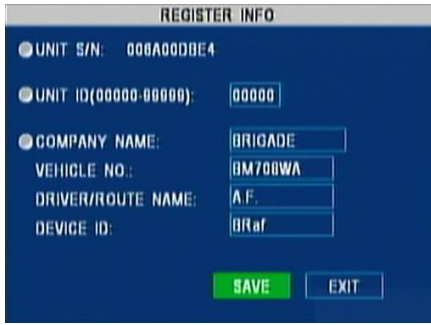 REGISTER INFO
UNIT S/N: 006A00DBE4
UNIT ID(00000-99999): 00000
COMPANY NAME: BRIGADE
VEHICLE NO.: BM708WA
DRIVER/ROUTE NAME: A.F.
DEVICE ID: BRaf
SAVE EXIT